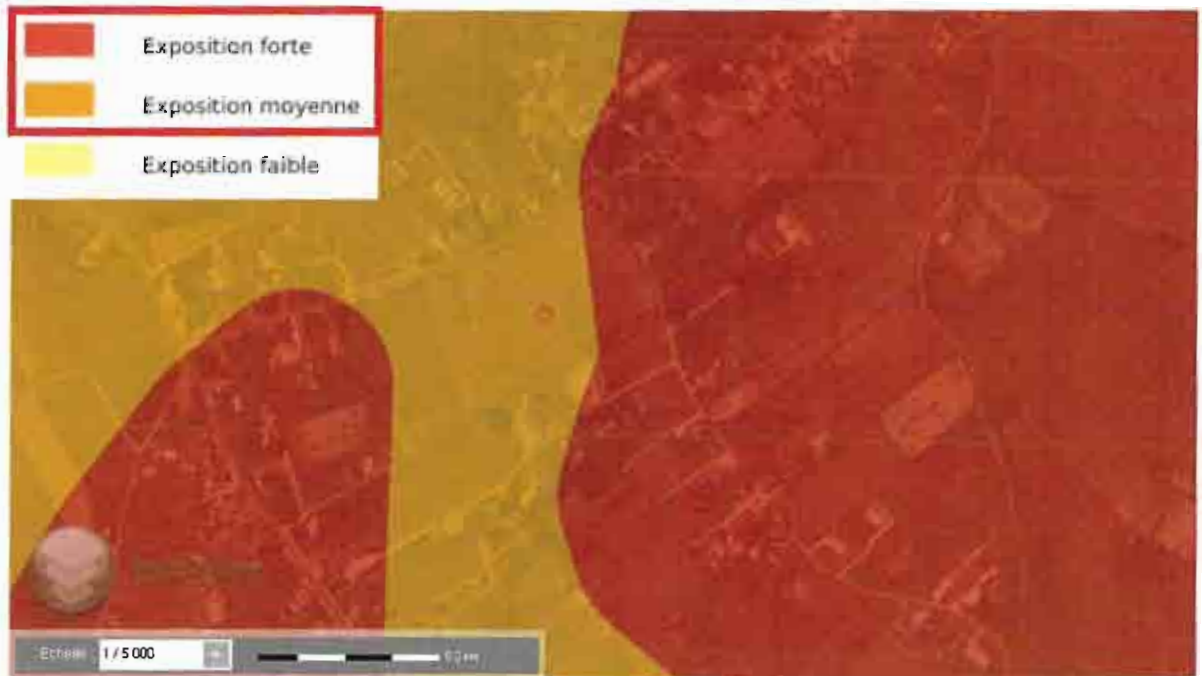 Exposition forte
Exposition moyenne
Exposition faible
Echelle 1 / 5 000